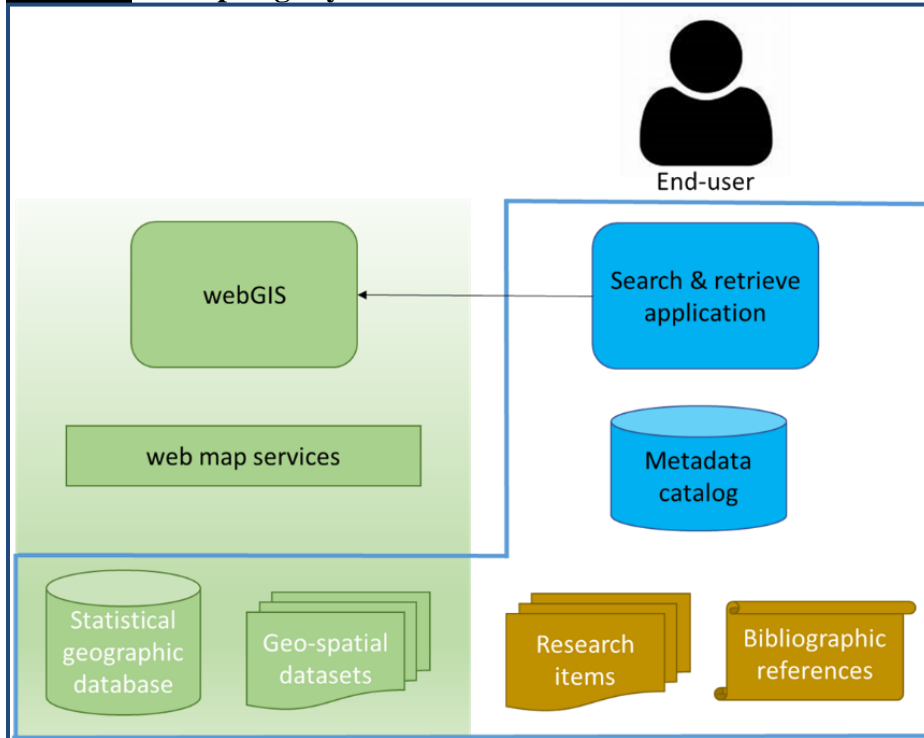 End-user
webGIS
Search & retrieve
application
web map services
Metadata
catalog
Statistical
geographic
database
Geo-spatial
datasets
Research
items
Bibliographic
references